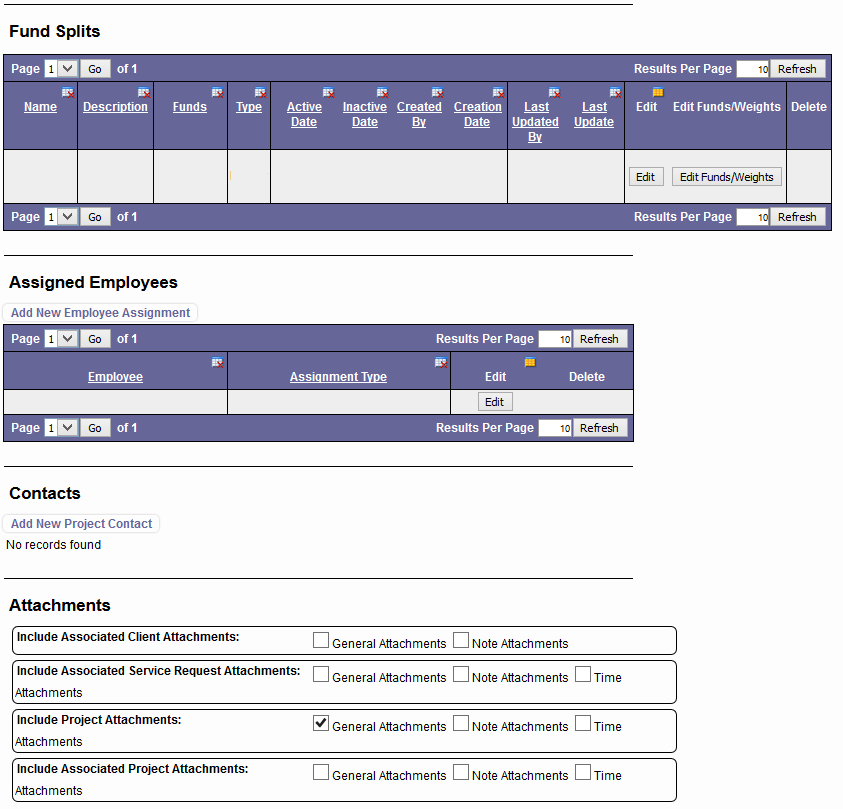 Fund Splits
Page 1 Go of 1 Results Per Page 10 Refresh
Name Description Funds Type Active Date Inactive Date Created By Creation Date Last Updated By Last Update Edit Edit Funds/Weights Delete
Edit Edit Funds/Weights
Page 1 Go of 1 Results Per Page 10 Refresh
Assigned Employees
Add New Employee Assignment
Page 1 Go of 1 Results Per Page 10 Refresh
Employee Assignment Type Edit Delete
Edit
Page 1 Go of 1 Results Per Page 10 Refresh
Contacts
Add New Project Contact
No records found
Attachments
Include Associated Client Attachments: General Attachments Note Attachments
Include Associated Service Request Attachments: General Attachments Note Attachments Time
Attachments
Include Project Attachments: General Attachments Note Attachments Time
Attachments
Include Associated Project Attachments: General Attachments Note Attachments Time
Attachments